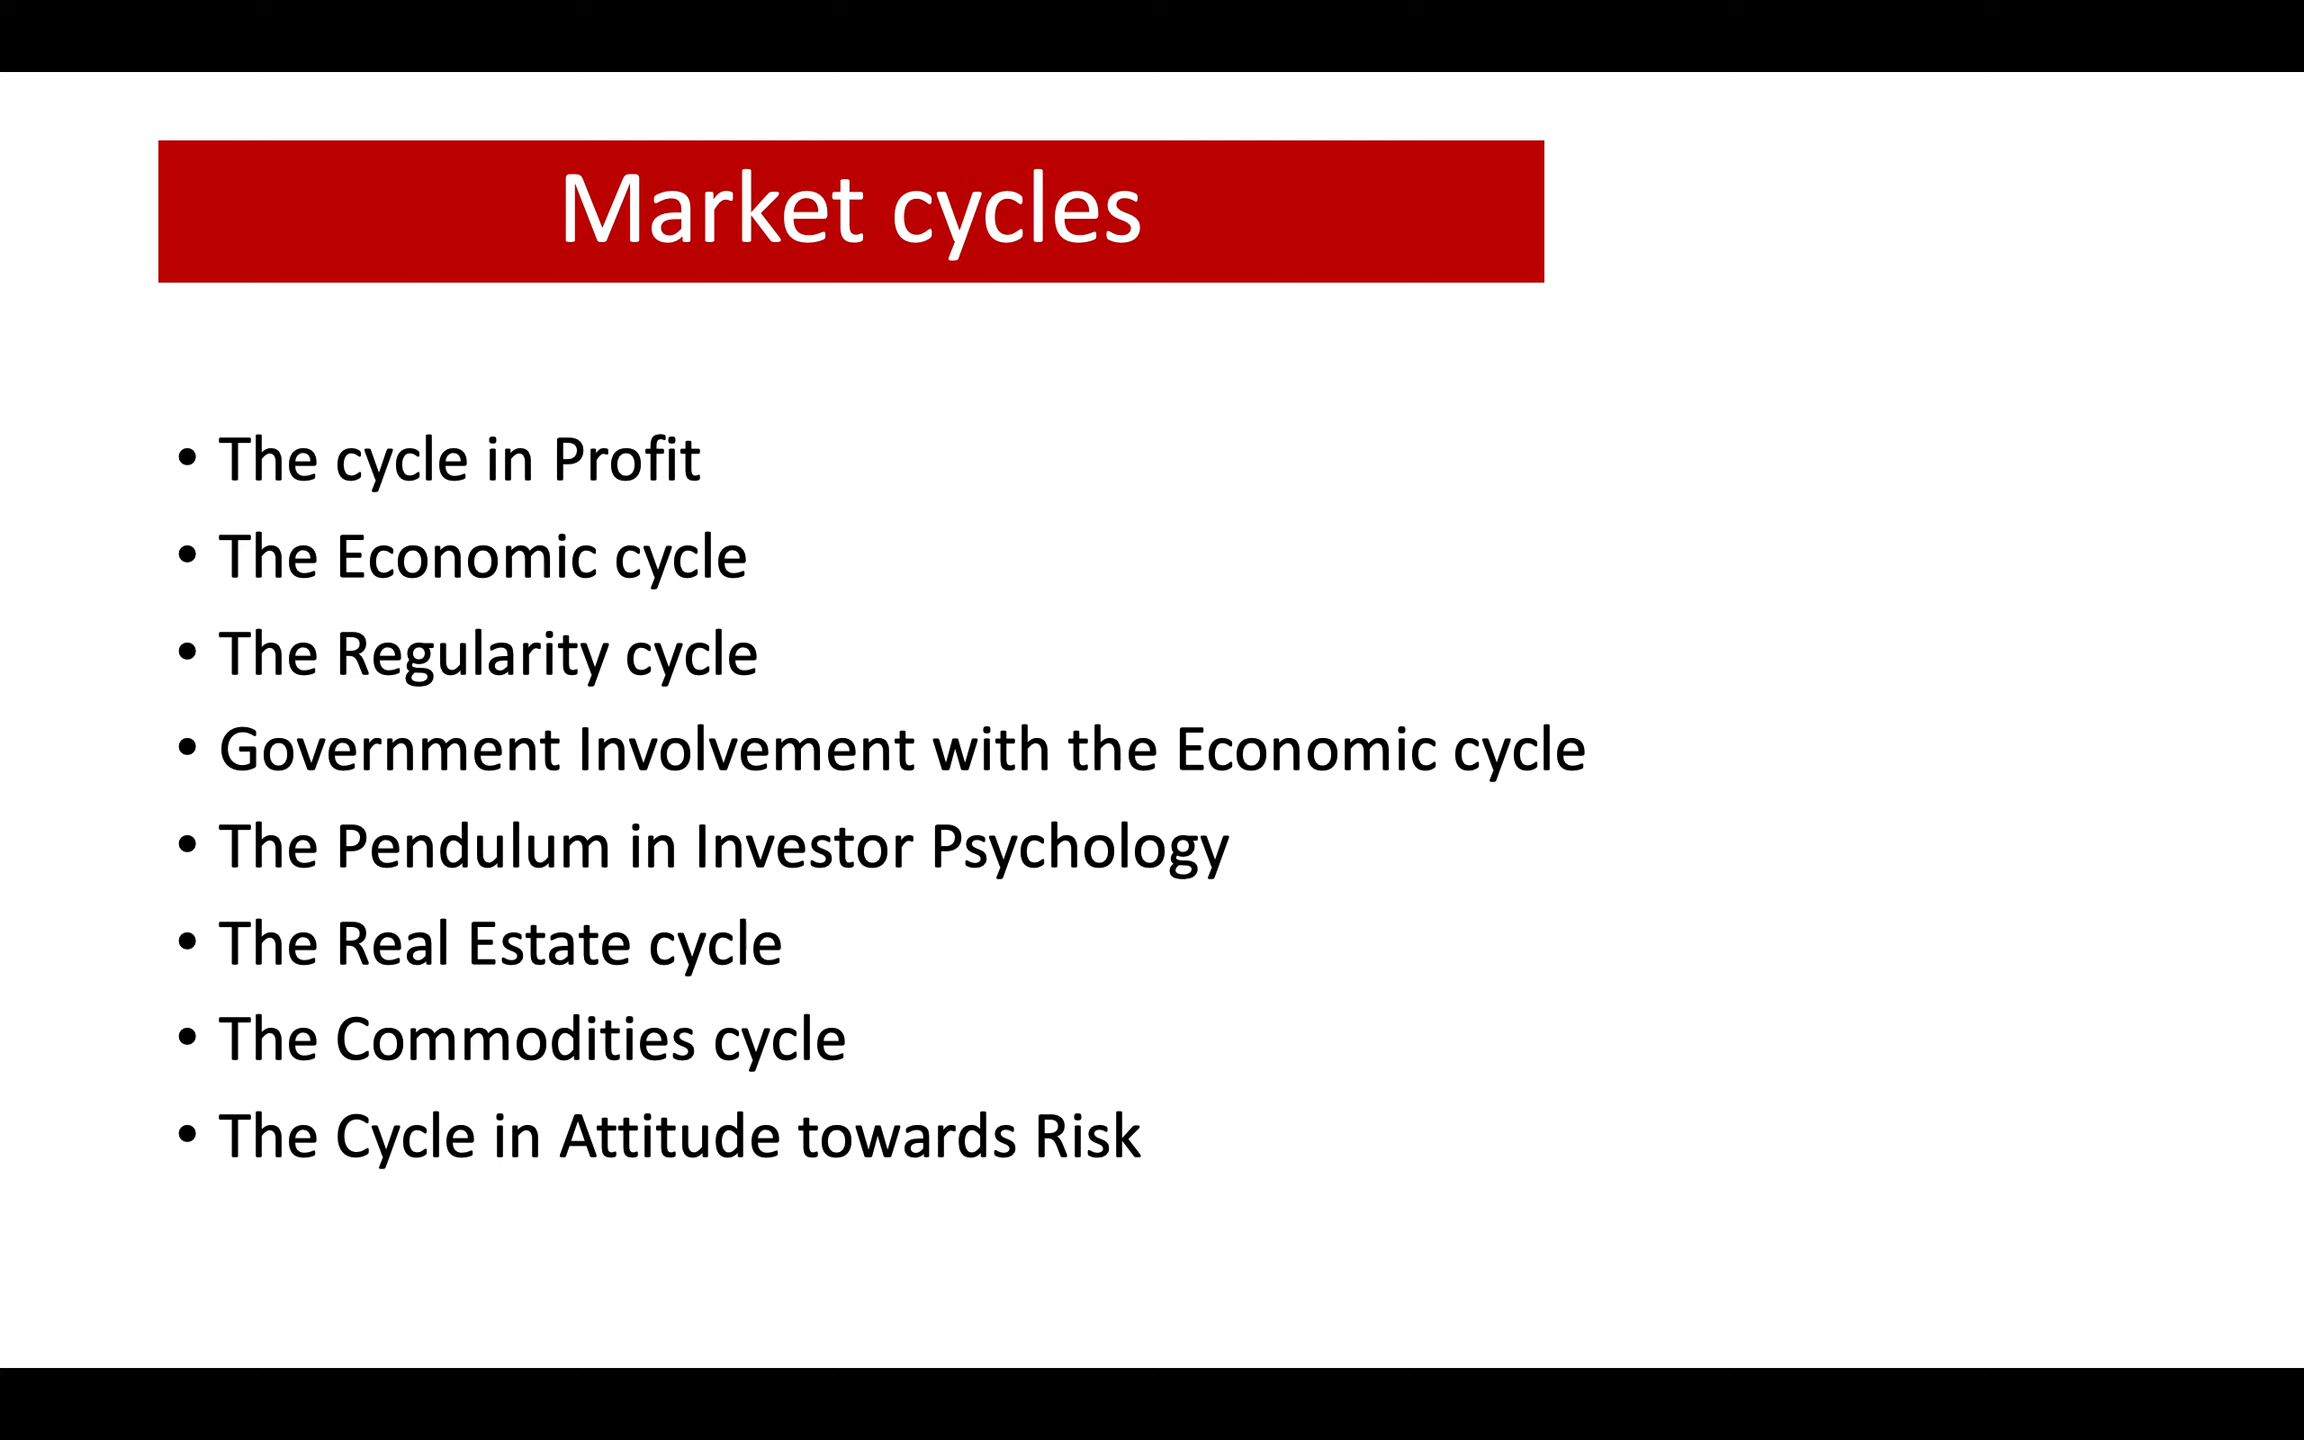 Market cycles
• The cycle in Profit
• The Economic cycle
• The Regularity cycle
• Government Involvement with the Economic cycle
• The Pendulum in Investor Psychology
• The Real Estate cycle
• The Commodities cycle
• The Cycle in Attitude towards Risk